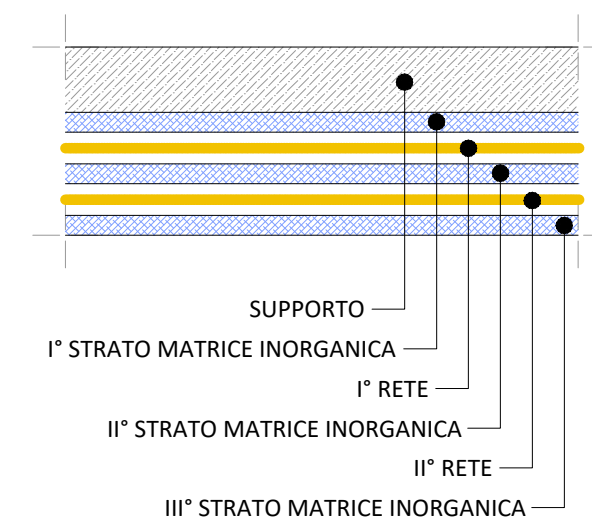 SUPPORTO
I° STRATO MATRICE INORGANICA
I° RETE
II° STRATO MATRICE INORGANICA
II° RETE
III° STRATO MATRICE INORGANICA